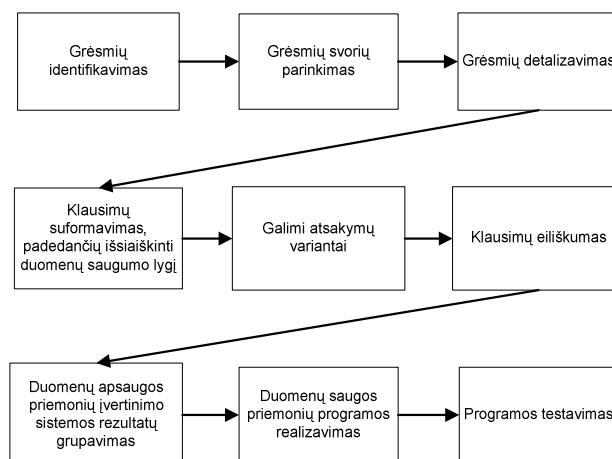 Grėsmių
identifikavimas
Grėsmių svorių
parinkimas
Grėsmių detalizavimas
Klausimų
suformavimas,
padedančių išsiaiškinti
duomenų saugumo lygį
Galimi atsakymų
variantai
Klausimų eiliškumas
Duomenų apsaugos
priemonių įvertinimo
sistemos rezultatų
grupavimas
Duomenų saugos
priemonių programos
realizavimas
Programos testavimas